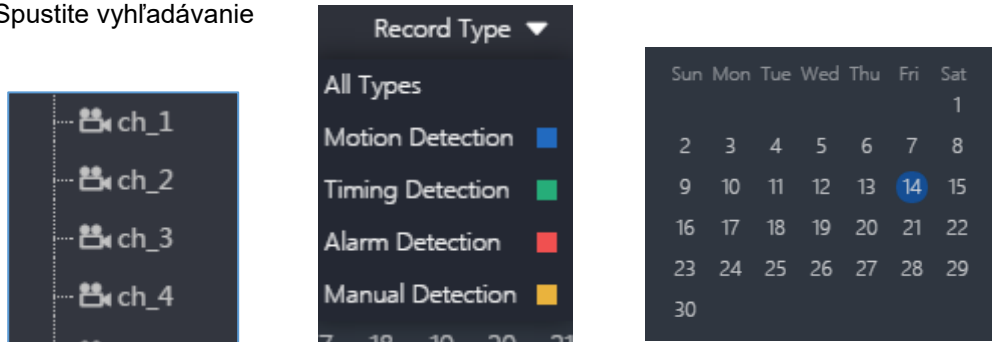 Spustite vyhľadávanie
ch_1
ch_2
ch_3
ch_4
Record Type
All Types
Motion Detection
Timing Detection
Alarm Detection
Manual Detection
Sun Mon Tue Wed Thu Fri Sat
1
2 3 4 5 6 7 8
9 10 11 12 13 14 15
16 17 18 19 20 21 22
23 24 25 26 27 28 29
30